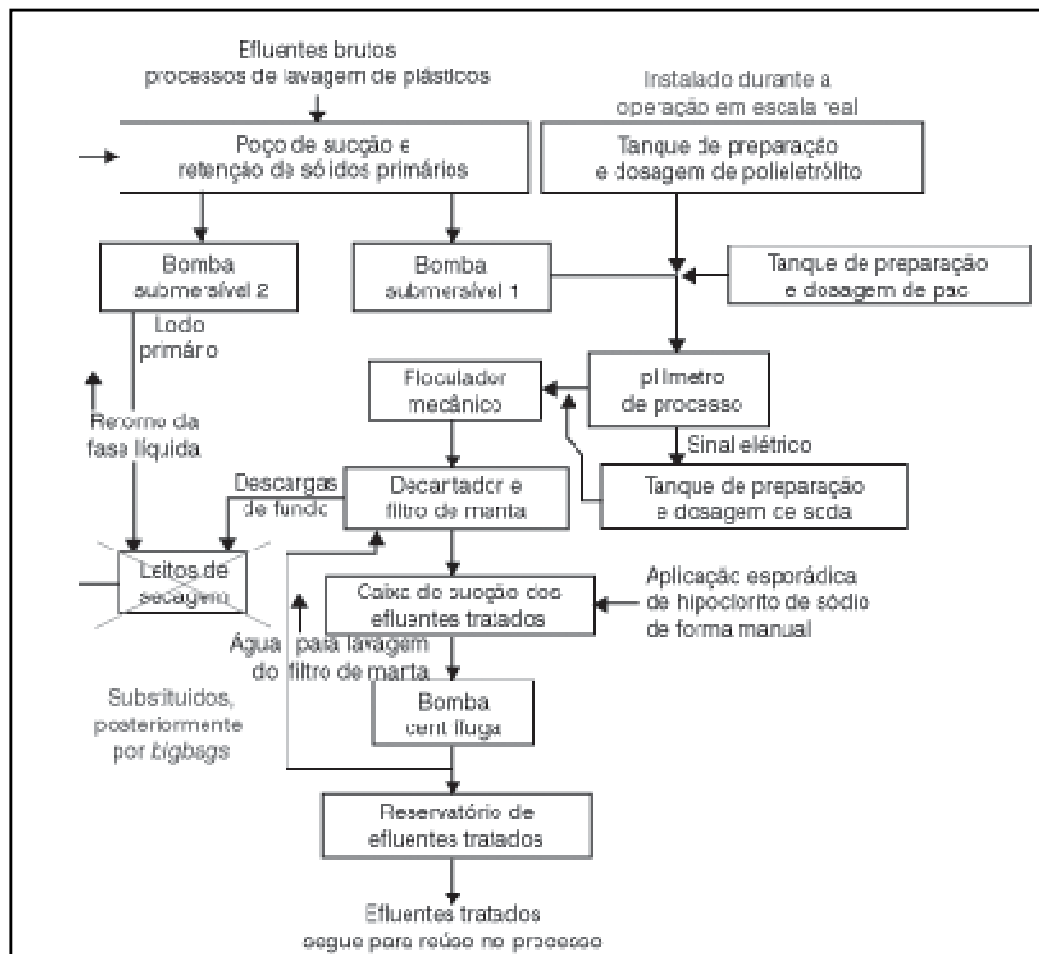 Efluentes brutos
processos de lavagem de plásticos
Instalado durante a
operação em escala real
Poço de sucção e
retenção de sólidos primários
Tanque de preparação
e dosagem de polieletrólito
Bomba
submersível 2
Bomba
submersível 1
Tanque de preparação
e dosagem de pac
Lodo
primário
Floculador
mecânico
pHmetro
de processo
Retorno da
fase líquida
Sinal elétrico
Descargas
de fundo
Decantador e
filtro de manta
Tanque de preparação
e dosagem de soda
Leitos de
secagem
Caixa de sucção dos
efluentes tratados
Aplicação esporádica
de hipoclorito de sódio
de forma manual
Água para lavagem
do filtro de manta
Substituidos,
posteriormente
por bigbags
Bomba
centrífuga
Reservatório de
efluentes tratados
Efluentes tratados
segue para reúso no processo